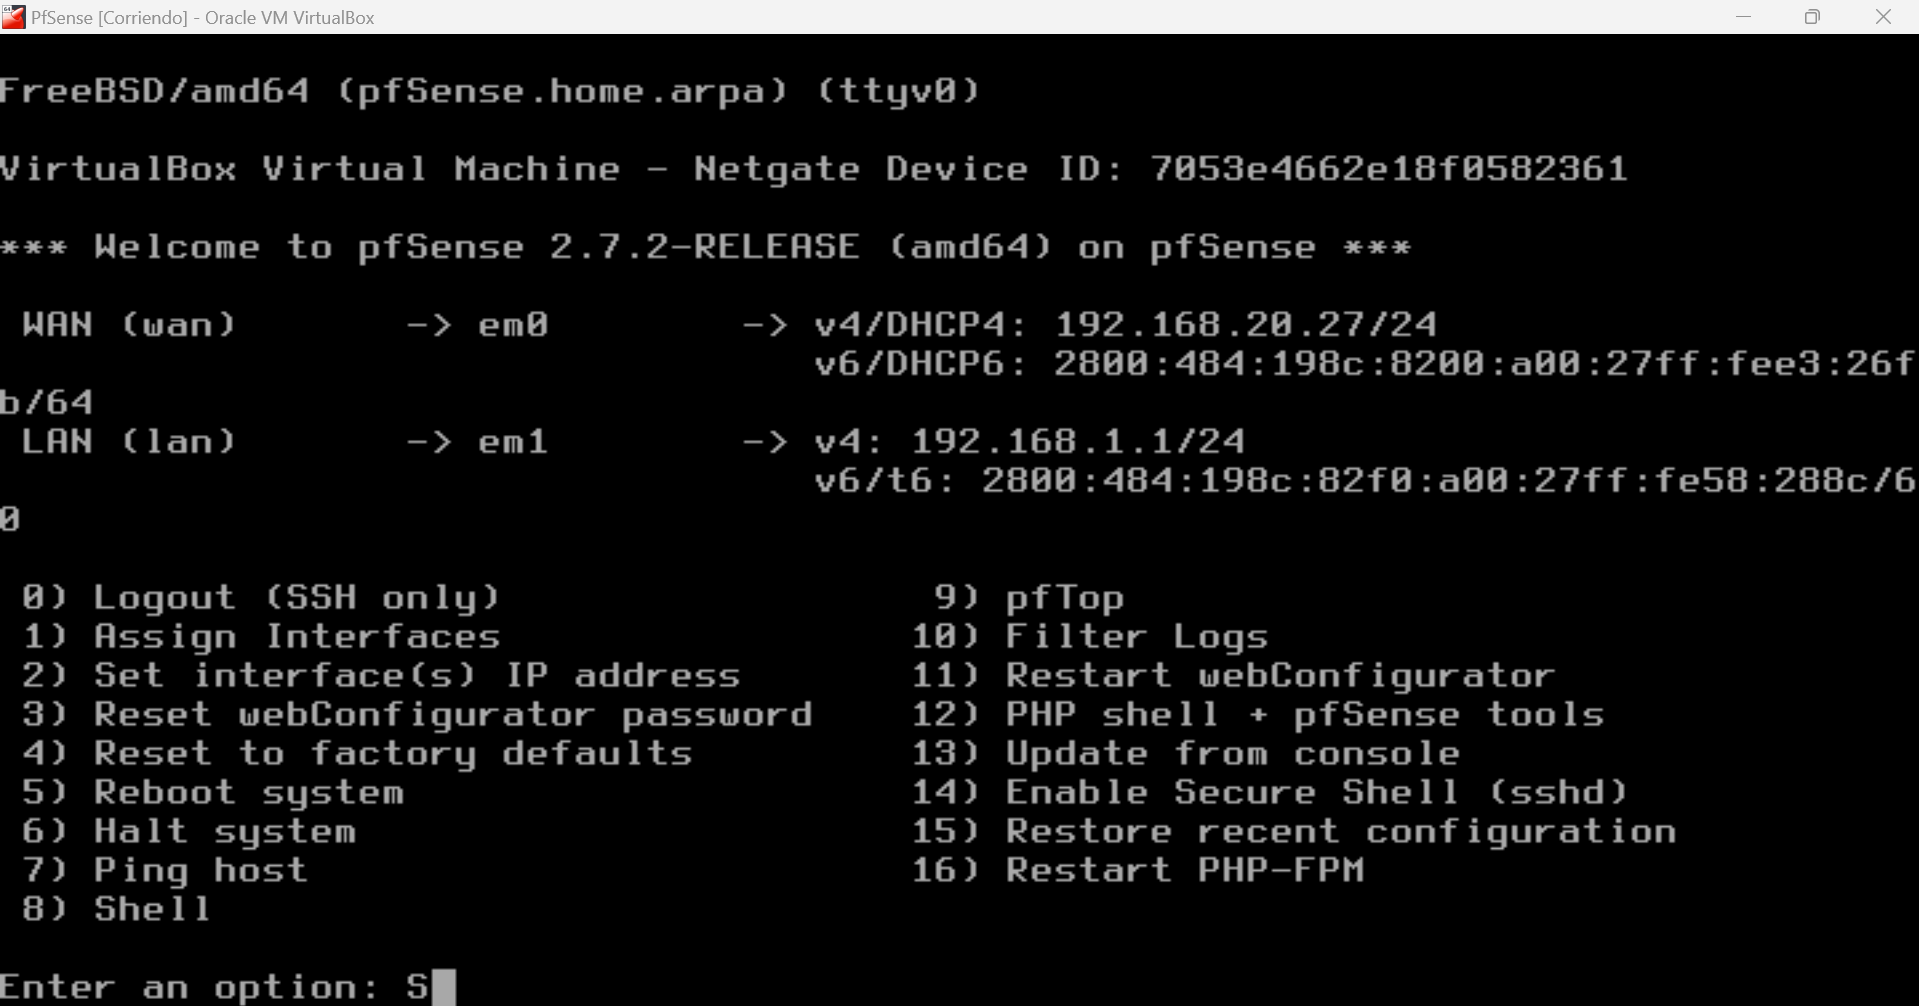 PfSense [Corriendo] - Oracle VM VirtualBox
FreeBSD/amd64 (pfSense.home.arpa) (ttyv0)
VirtualBox Virtual Machine - Netgate Device ID: 7053e4662e18f0582361
*** Welcome to pfSense 2.7.2-RELEASE (amd64) on pfSense ***
WAN (wan) -> em0 -> v4/DHCP4: 192.168.20.27/24
v6/DHCP6: 2800:484:198c:8200:a00:27ff:fee3:26f
b/64
LAN (lan) -> em1 -> v4: 192.168.1.1/24
v6/t6: 2800:484:198c:82f0:a00:27ff:fe58:288c/6
0
0) Logout (SSH only) 9) pfTop
1) Assign Interfaces 10) Filter Logs
2) Set interface(s) IP address 11) Restart webConfigurator
3) Reset webConfigurator password 12) PHP shell + pfSense tools
4) Reset to factory defaults 13) Update from console
5) Reboot system 14) Enable Secure Shell (sshd)
6) Halt system 15) Restore recent configuration
7) Ping host 16) Restart PHP-FPM
8) Shell
Enter an option: S